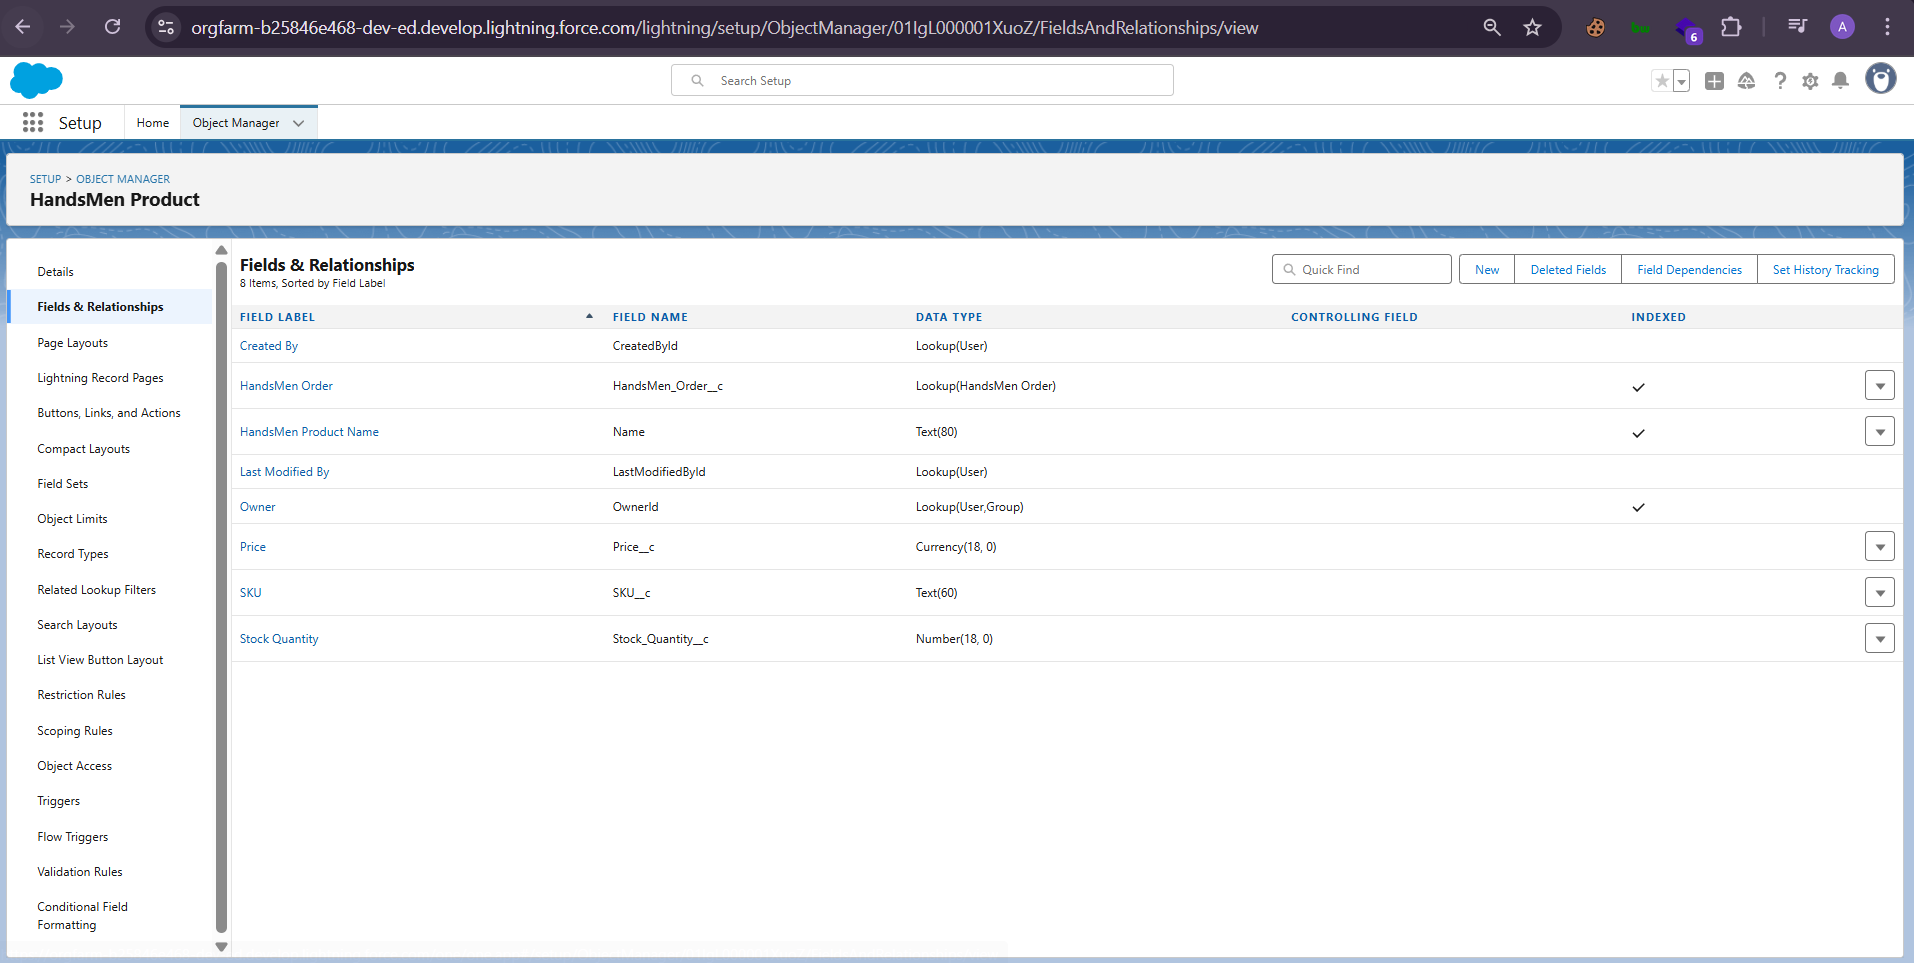 orgfarm-b25846e468-dev-ed.develop.lightning.force.com/lightning/setup/ObjectManager/01IgL000001XuoZ/FieldsAndRelationships/view
bw
6
A
Search Setup
Setup
Home
Object Manager
SETUP > OBJECT MANAGER
HandsMen Product
Details
Fields & Relationships
Page Layouts
Lightning Record Pages
Buttons, Links, and Actions
Compact Layouts
Field Sets
Object Limits
Record Types
Related Lookup Filters
Search Layouts
List View Button Layout
Restriction Rules
Scoping Rules
Object Access
Triggers
Flow Triggers
Validation Rules
Conditional Field
Formatting
Fields & Relationships
8 Items, Sorted by Field Label
Quick Find
New
Deleted Fields
Field Dependencies
Set History Tracking
FIELD LABEL FIELD NAME DATA TYPE CONTROLLING FIELD INDEXED
Created By CreatedById Lookup(User)
HandsMen Order HandsMen_Order__c Lookup(HandsMen Order)
HandsMen Product Name Name Text(80)
Last Modified By LastModifiedById Lookup(User)
Owner OwnerId Lookup(User,Group)
Price Price__c Currency(18, 0)
SKU SKU__c Text(60)
Stock Quantity Stock_Quantity__c Number(18, 0)